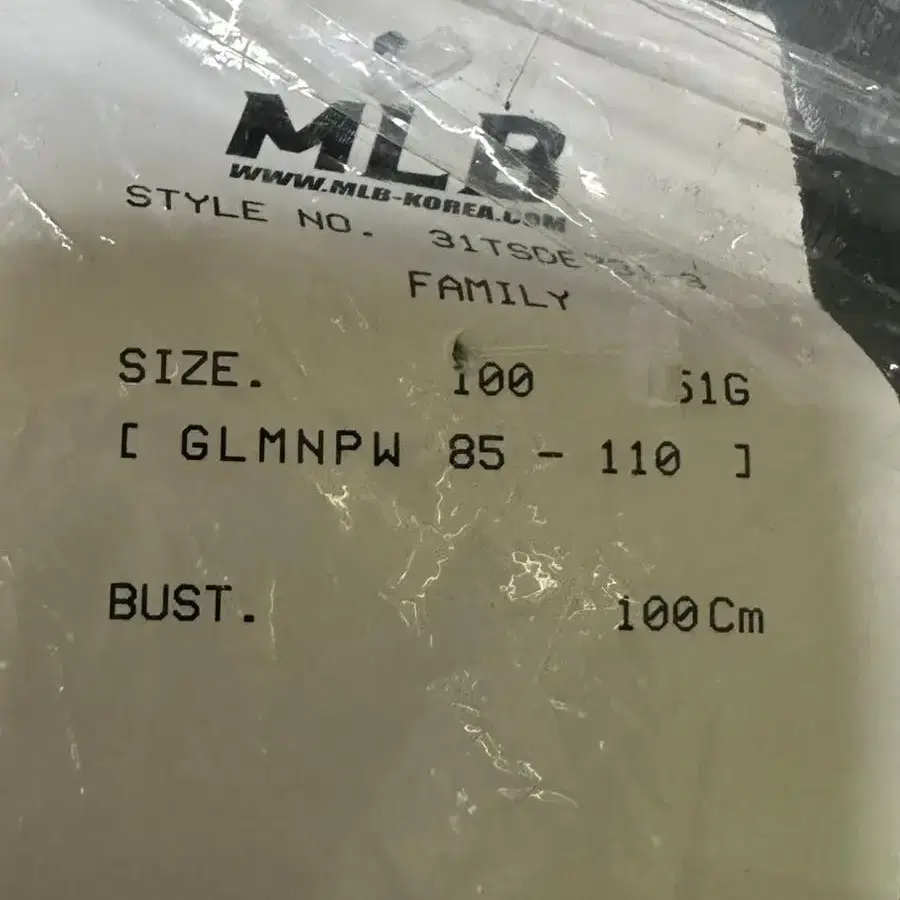 MLB
WWW.MLB-KOREA.COM
STYLE NO.
FAMILY
SIZE. 100
[ GLMNPW 85 - 110 ]
BUST. 100Cm